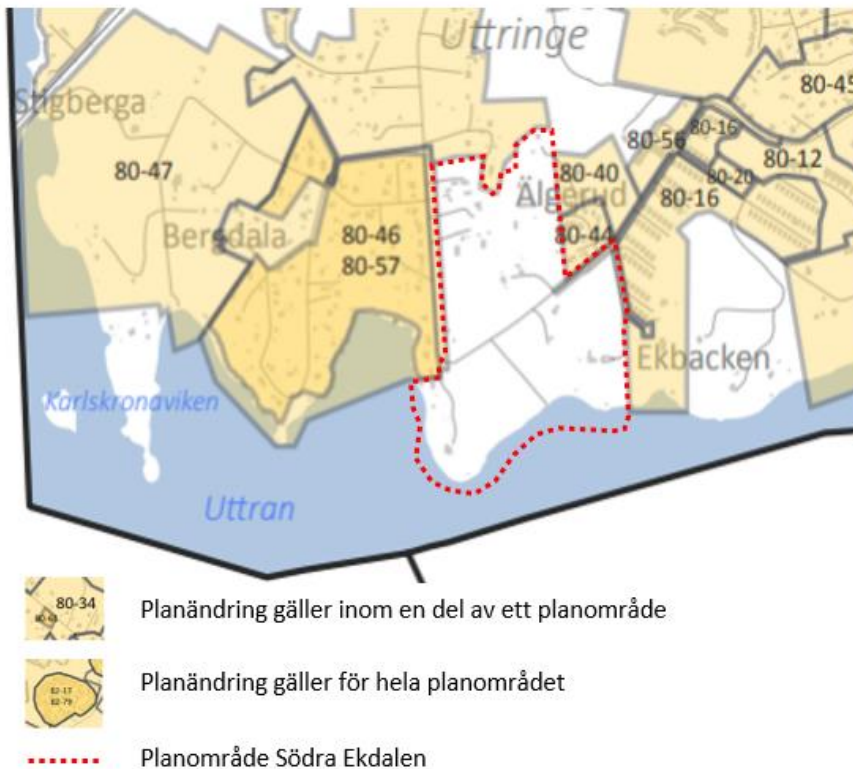 Uttringe
Stigberga
80-45
80-56
80-16
80-47
80-40
80-12
80-20
Älgerud
80-16
Bergdala
80-46
80-44
80-57
Ekbacken
Karlskronaviken
Uttran
80-34
Planändring gäller inom en del av ett planområde
82-17
82-79
Planändring gäller för hela planområdet
Planområde Södra Ekdalen